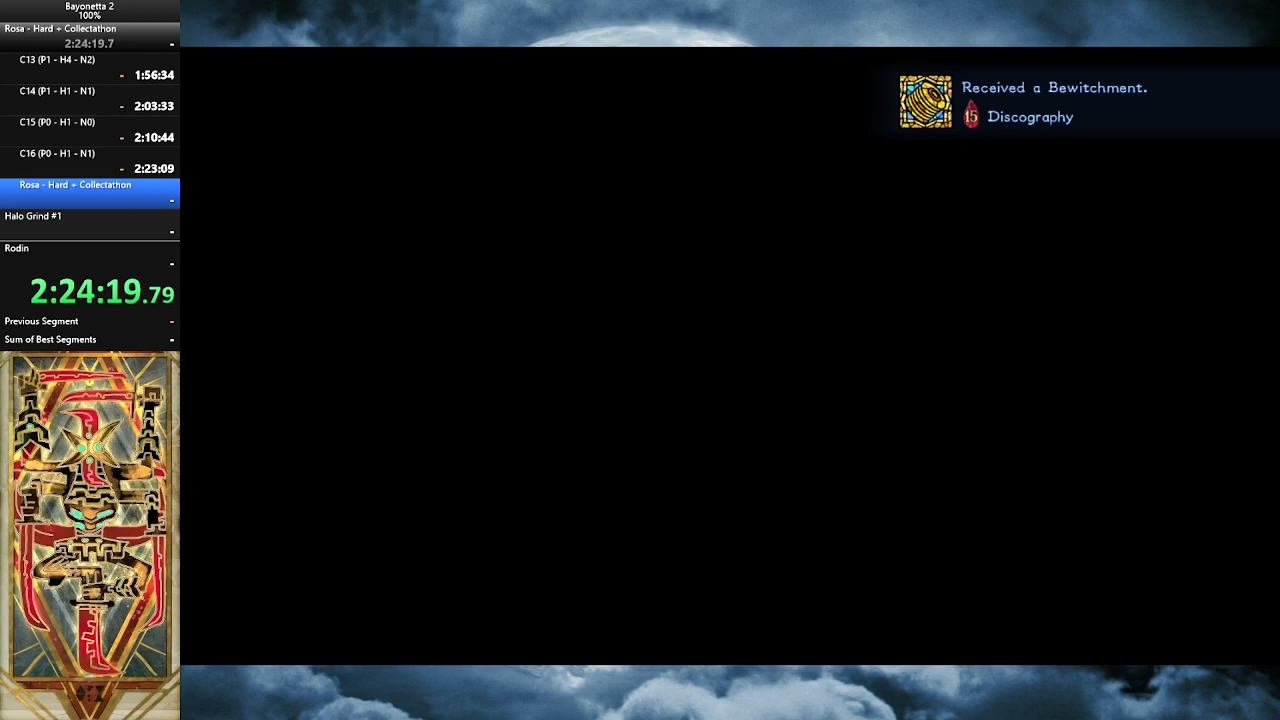 Bayonetta 2
100%
Rosa - Hard + Collectathon
2:24:19.7 -
C13 (P1 - H4 - N2)
- 1:56:34
C14 (P1 - H1 - N1)
- 2:03:33
C15 (P0 - H1 - N0)
- 2:10:44
C16 (P0 - H1 - N1)
- 2:23:09
Rosa - Hard + Collectathon
-
Halo Grind #1
-
Rodin
-
2:24:19.79
Previous Segment -
Sum of Best Segments -
Received a Bewitchment.
15 Discography